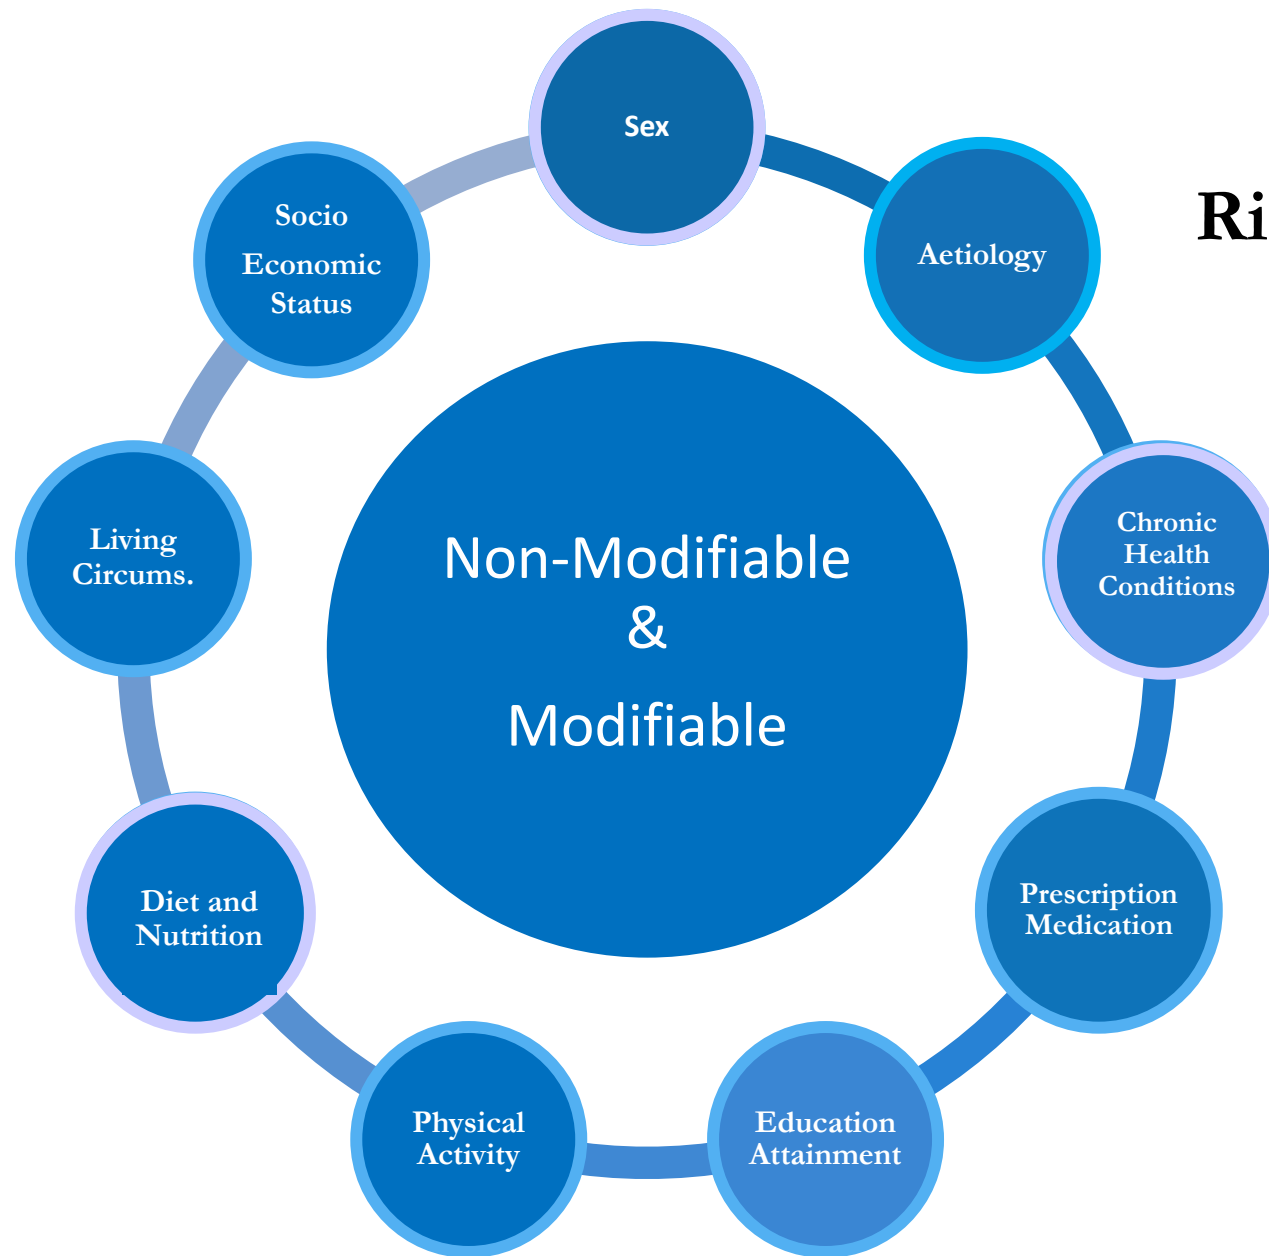 Sex
Aetiology
Ri
Chronic
Health
Conditions
Prescription
Medication
Education
Attainment
Physical
Activity
Diet and
Nutrition
Living
Circums.
Socio
Economic
Status
Non-Modifiable
&
Modifiable